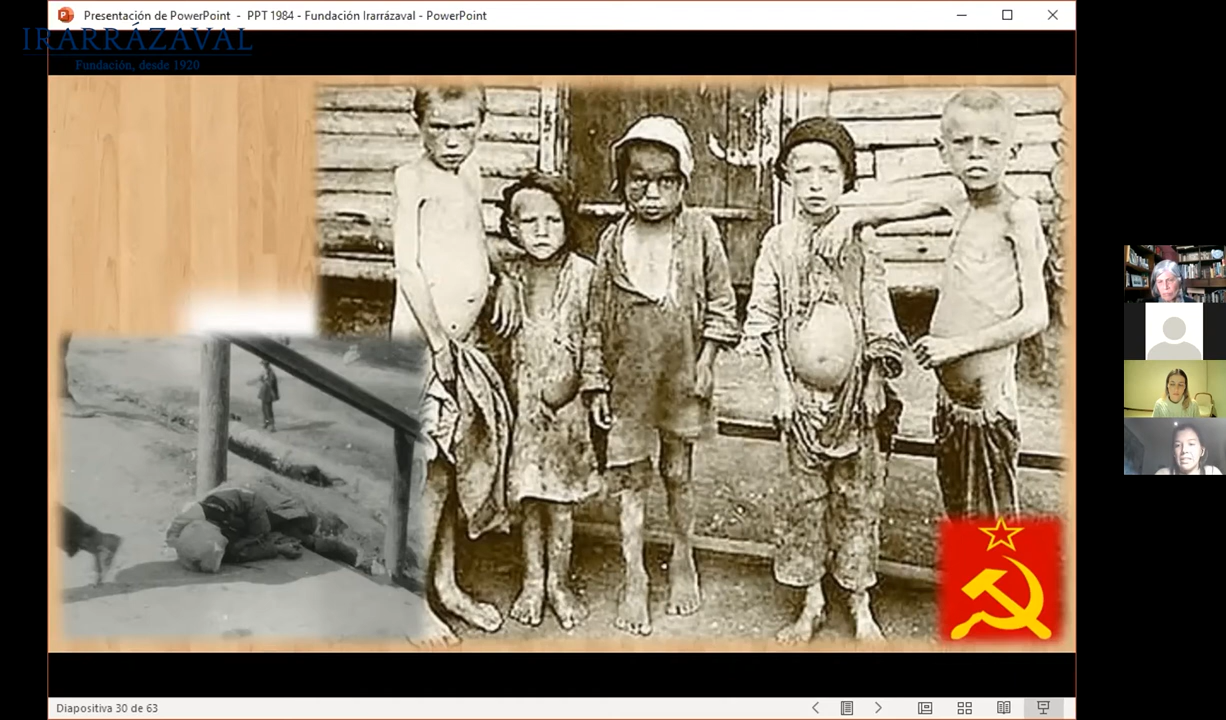 Presentación de PowerPoint - PPT 1984 - Fundación Irarrázaval - PowerPoint
IRARRÁZAVAL
Fundación, desde 1920
Diapositiva 30 de 63